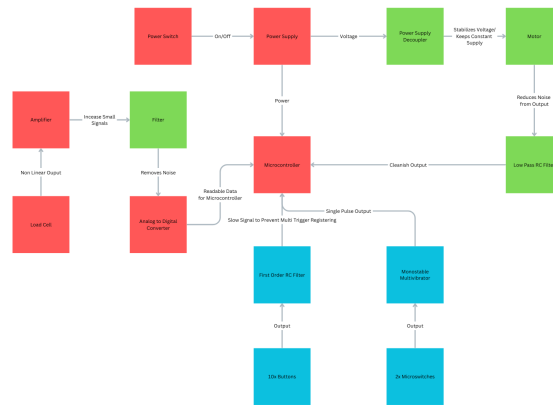 Power Switch
On/Off
Power Supply
Voltage
Power Supply
Decoupler
Stabilizes Voltage/
Keeps Constant
Supply
Motor
Power
Reduces Noise
from Output
Amplifier
Incease Small
Signals
Filter
Non Linear Ouput
Removes Noise
Microcontroller
Cleanish Output
Low Pass RC Filter
Readable Data
for Microcontroller
Load Cell
Analog to Digital
Converter
Single Pulse Output
Slow Signal to Prevent Multi Trigger Registering
First Order RC Filter
Monostable
Multivibrator
Output
Output
10x Buttons
2x Microswitches